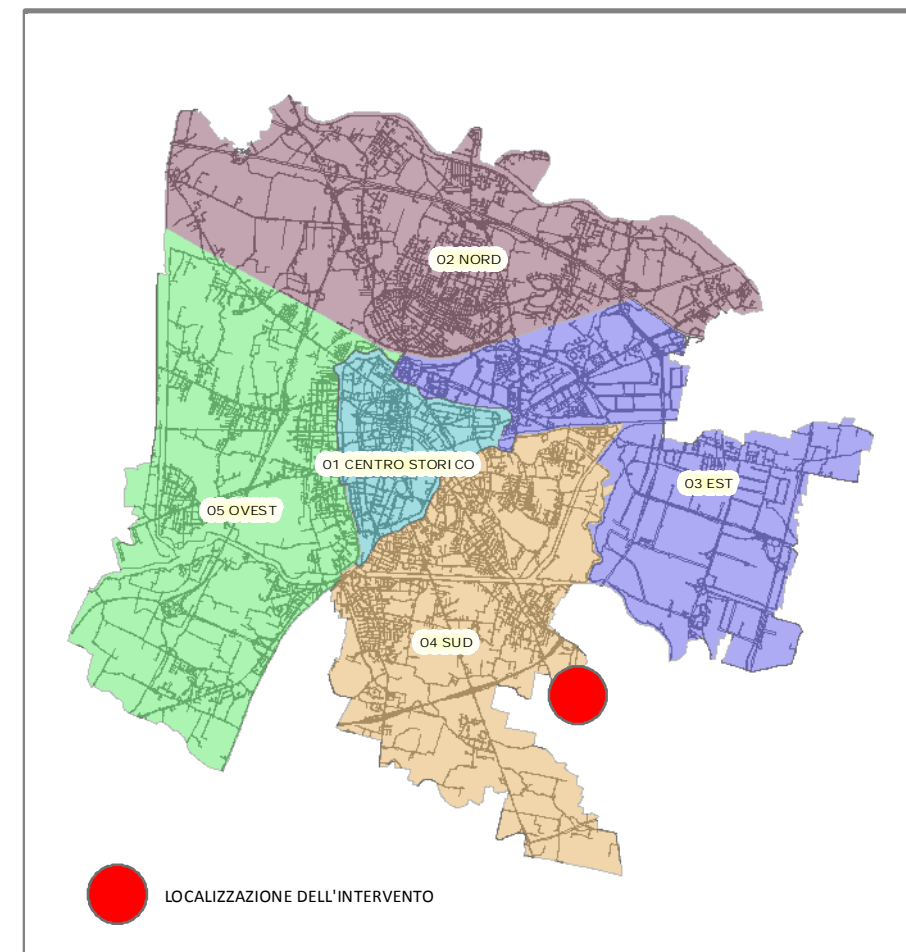 02 NORD
01 CENTRO STORICO
03 EST
05 OVEST
04 SUD
LOCALIZZAZIONE DELL'INTERVENTO